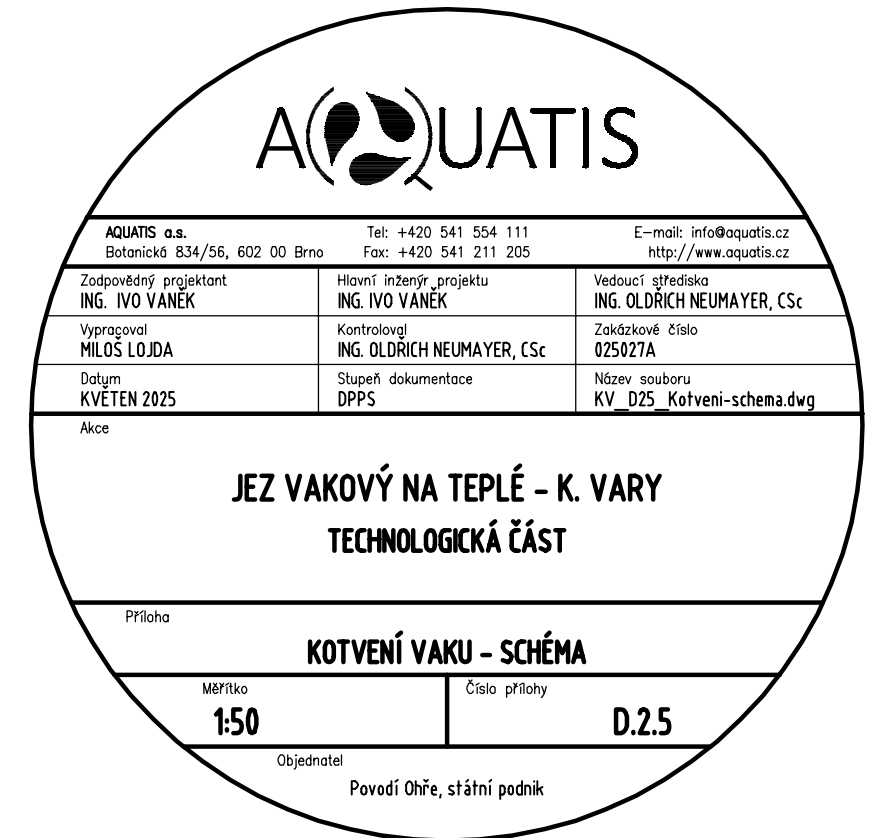 AQUATIS
AQUATIS a.s. Tel: +420 541 554 111 E-mail: info@aquatis.cz
Botanická 834/56, 602 00 Brno Fax: +420 541 211 205 http://www.aquatis.cz
Zodpovědný projektant Hlavní inženýr projektu Vedoucí střediska
ING. IVO VANĚK ING. IVO VANĚK ING. OLDŘICH NEUMAYER, CSc
Vypracoval Kontroloval Zakázkové číslo
MILOŠ LOJDA ING. OLDŘICH NEUMAYER, CSc 025027A
Datum Stupeň dokumentace Název souboru
KVĚTEN 2025 DPPS KV_D25_Kotveni-schema.dwg
Akce
JEZ VAKOVÝ NA TEPLÉ - K. VARY
TECHNOLOGICKÁ ČÁST
Příloha
KOTVENÍ VAKU - SCHÉMA
Měřítko Číslo přílohy
1:50 D.2.5
Objednatel
Povodí Ohře, státní podnik